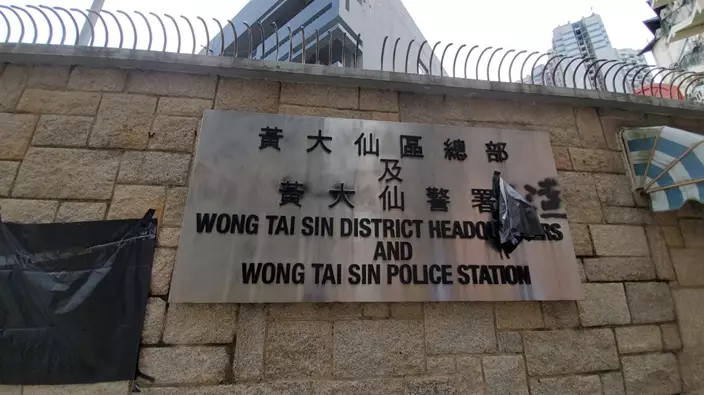 黃大仙區總部
及
黃大仙警署
WONG TAI SIN DISTRICT HEADQUARTERS
AND
WONG TAI SIN POLICE STATION